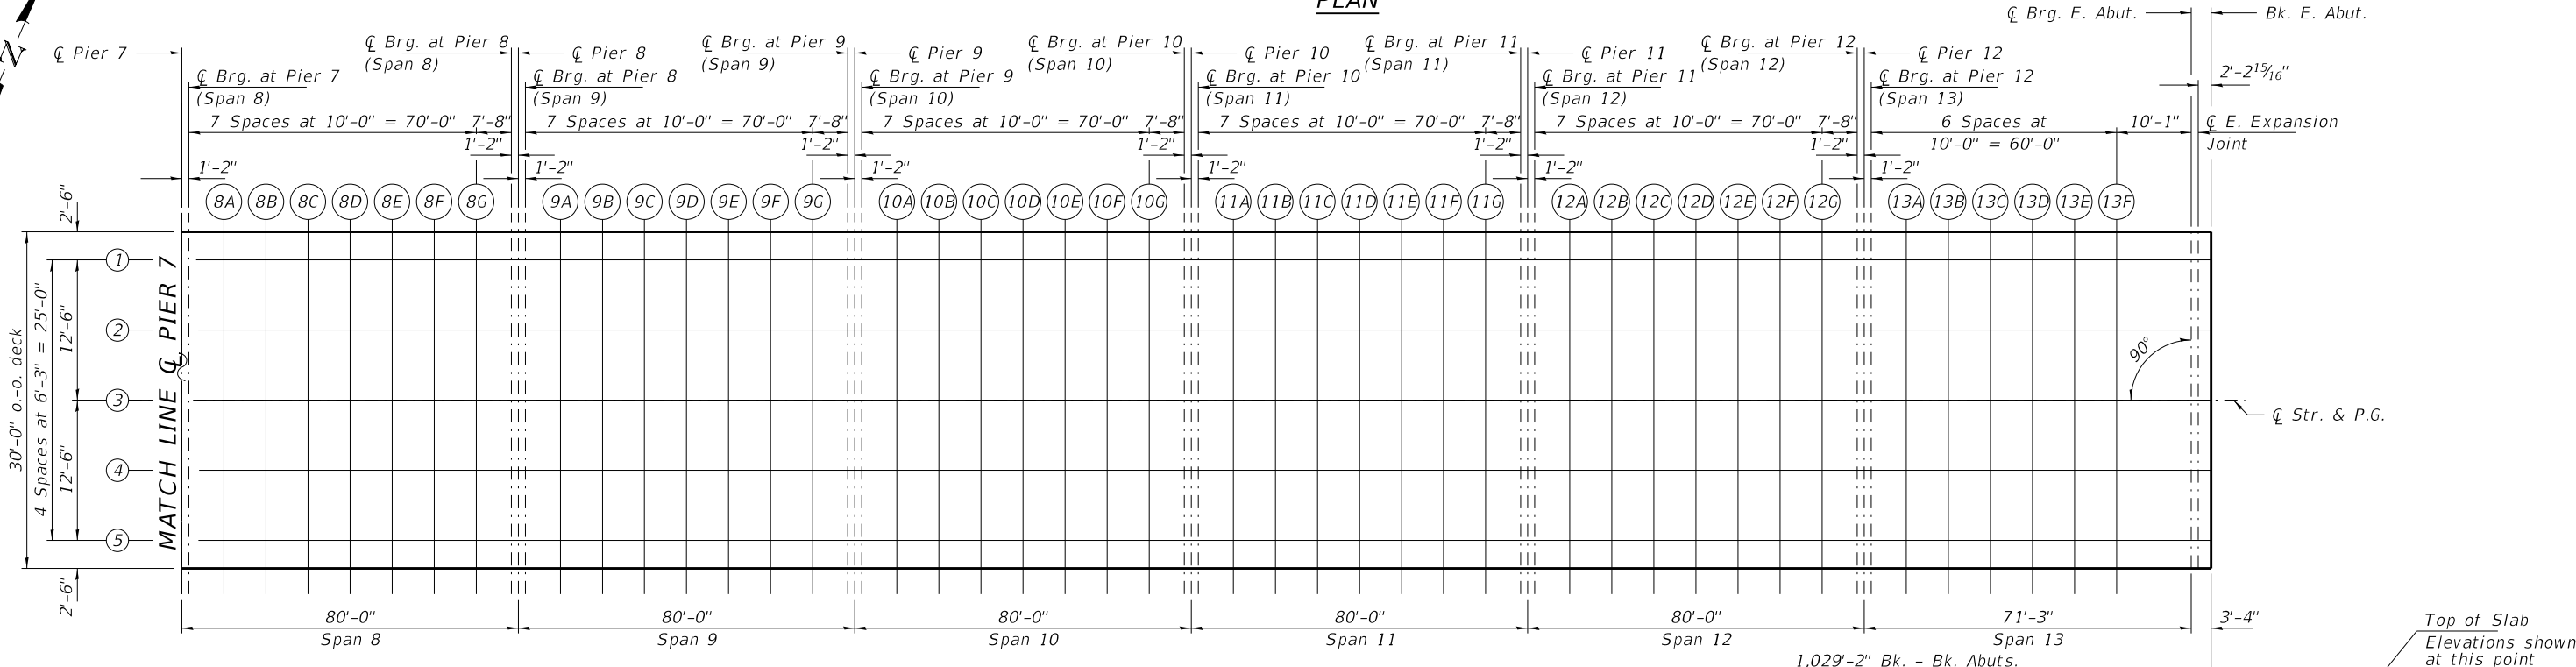 PLAN
N
℄ Pier 7
℄ Brg. at Pier 8
(Span 8)
℄ Pier 8
℄ Brg. at Pier 9
(Span 9)
℄ Pier 9
℄ Brg. at Pier 10
(Span 10)
℄ Pier 10
℄ Brg. at Pier 11
(Span 11)
℄ Pier 11
℄ Brg. at Pier 12
(Span 12)
℄ Pier 12
℄ Brg. E. Abut.
Bk. E. Abut.
℄ Brg. at Pier 7
(Span 8)
℄ Brg. at Pier 8
(Span 9)
℄ Brg. at Pier 9
(Span 10)
℄ Brg. at Pier 10
(Span 11)
℄ Brg. at Pier 11
(Span 12)
℄ Brg. at Pier 12
(Span 13)
2'-2 15/16"
7 Spaces at 10'-0" = 70'-0"
7'-8"
7 Spaces at 10'-0" = 70'-0"
7'-8"
7 Spaces at 10'-0" = 70'-0"
7'-8"
7 Spaces at 10'-0" = 70'-0"
7'-8"
7 Spaces at 10'-0" = 70'-0"
7'-8"
6 Spaces at
10'-0" = 60'-0"
10'-1"
℄ E. Expansion
Joint
1'-2"
1'-2"
1'-2"
1'-2"
1'-2"
1'-2"
1'-2"
1'-2"
1'-2"
1'-2"
1'-2"
8A 8B 8C 8D 8E 8F 8G 9A 9B 9C 9D 9E 9F 9G 10A 10B 10C 10D 10E 10F 10G 11A 11B 11C 11D 11E 11F 11G 12A 12B 12C 12D 12E 12F 12G 13A 13B 13C 13D 13E 13F
2'-6"
30'-0" o.-o. deck
4 Spaces at 6'-3" = 25'-0"
12'-6"
12'-6"
2'-6"
1
2
3
4
5
MATCH LINE ℄ PIER 7
90°
℄ Str. & P.G.
80'-0"
Span 8
80'-0"
Span 9
80'-0"
Span 10
80'-0"
Span 11
80'-0"
Span 12
71'-3"
Span 13
3'-4"
1,029'-2" Bk. - Bk. Abuts.
Top of Slab
Elevations shown
at this point